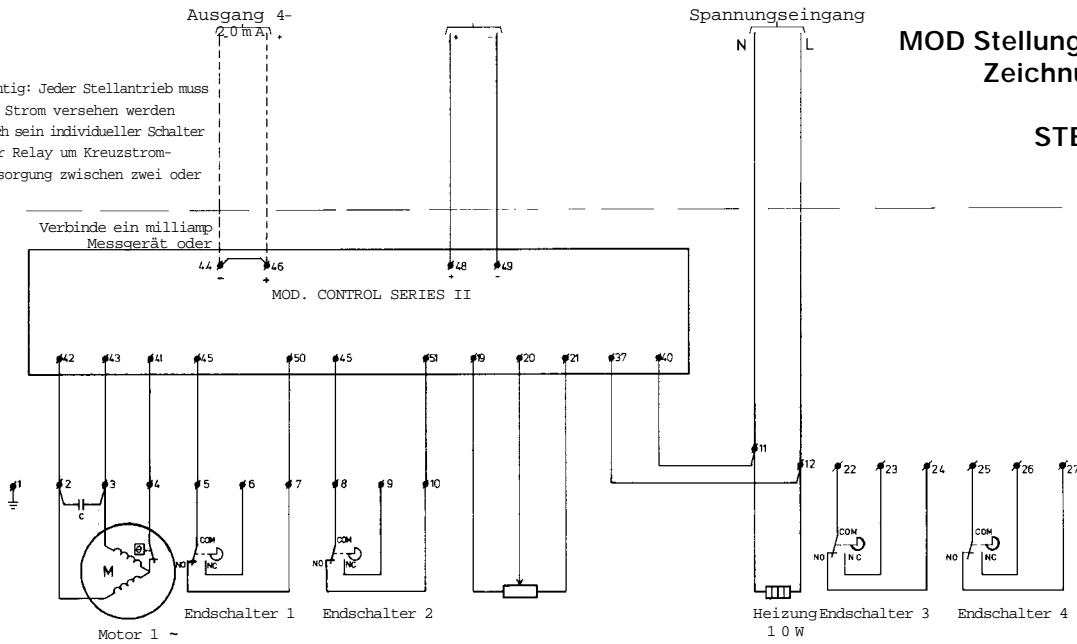 Ausgang 4-
20mA
- +
+ -
Spannungseingang
N L
MOD Stellung
Zeichnu
STE
htig: Jeder Stellantrieb muss
Strom versehen werden
ch sein individueller Schalter
r Relay um Kreuzstrom-
sorgung zwischen zwei oder
Verbinde ein milliamp
Messgerät oder
44 46 48 49
- + + -
MOD. CONTROL SERIES II
42 43 41 45 50 45 51 19 20 21 37 40
11 12
22 23 24 25 26 27
1 2 3 4 5 6 7 8 9 10
C
COM COM COM COM
NO NC NO NC NO NC NO NC
M
Endschalter 1
Endschalter 2
Heizung
10W
Endschalter 3
Endschalter 4
Motor 1 ~